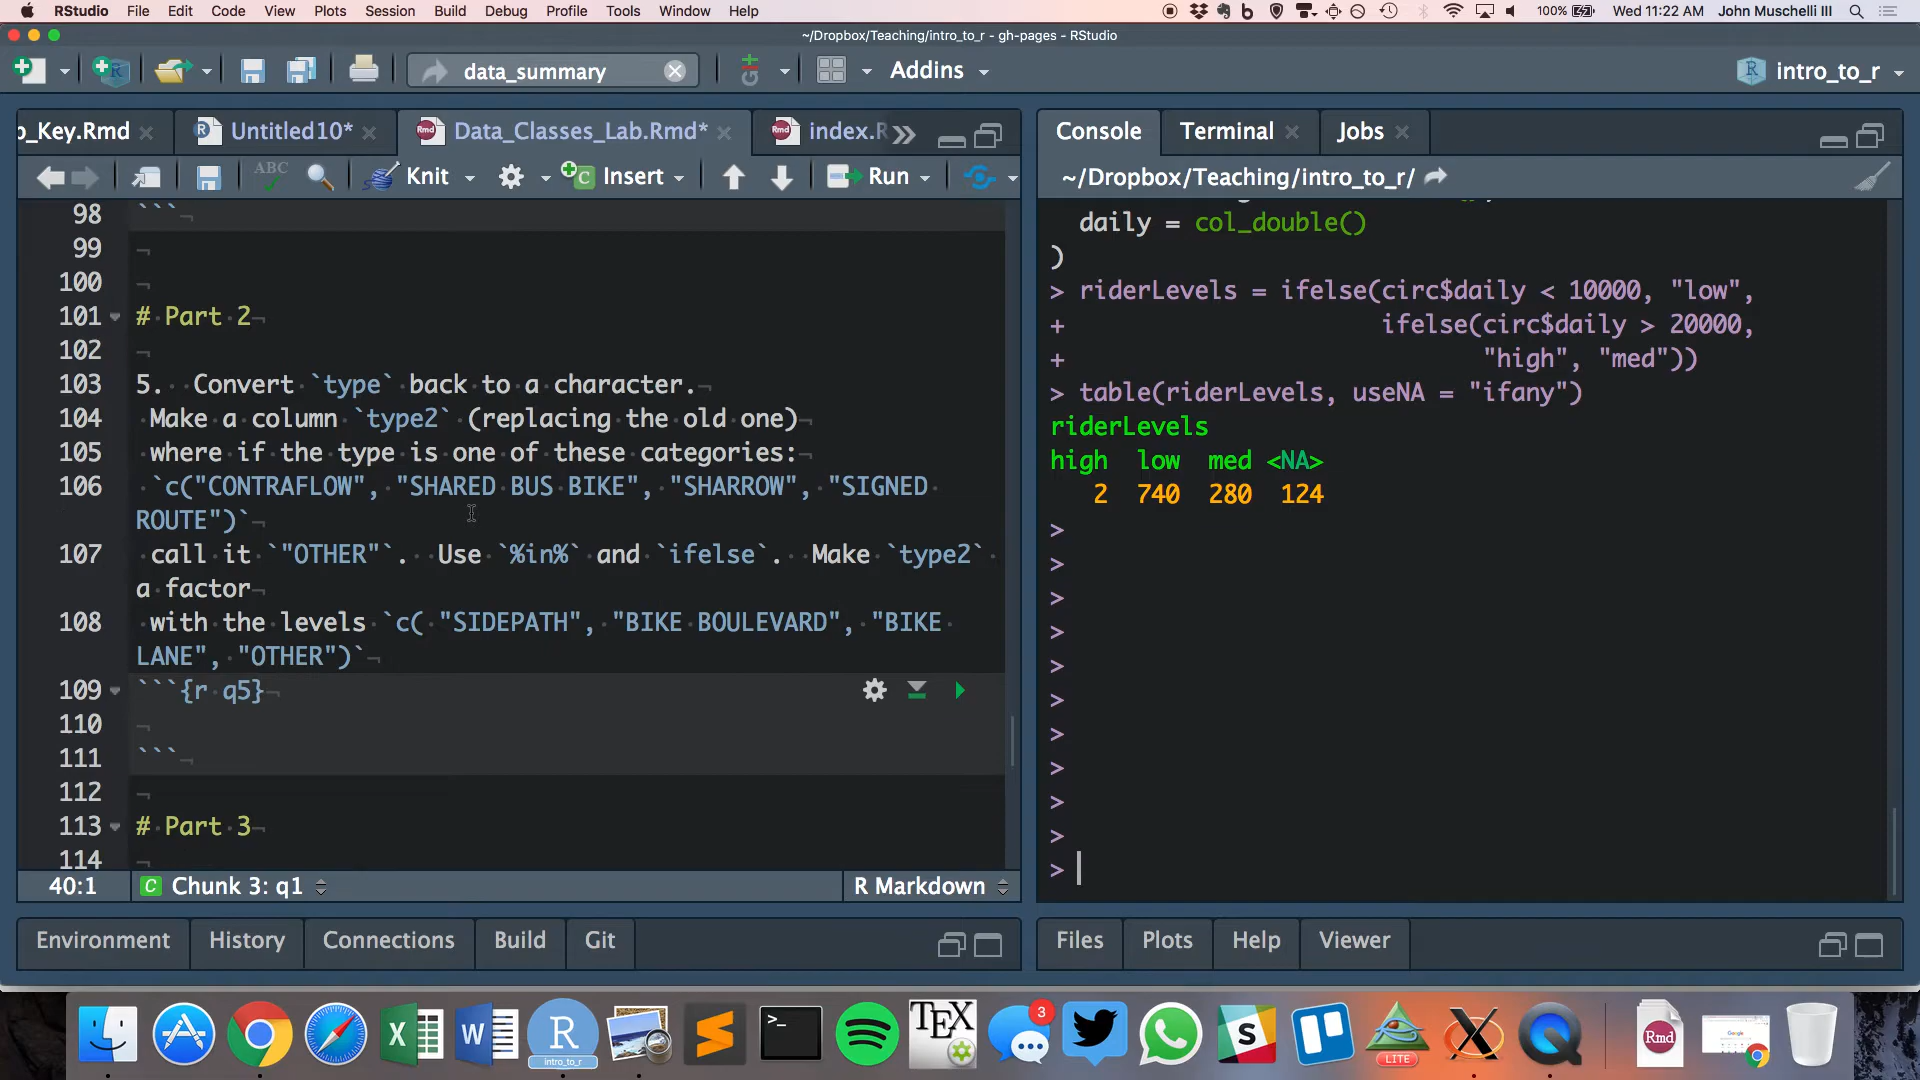 RStudio File Edit Code View Plots Session Build Debug Profile Tools Window Help 100% Wed 11:22 AM John Muschelli III
~/Dropbox/Teaching/intro_to_r - gh-pages - RStudio
data_summary Addins intro_to_r
p_Key.Rmd Untitled10* Data_Classes_Lab.Rmd* index.R
ABC Knit Insert Run
98 ```
99
100
101 # Part 2
102
103 5. Convert `type` back to a character.
104 Make a column `type2` (replacing the old one)
105 where if the type is one of these categories:
106 `c("CONTRAFLOW", "SHARED BUS BIKE", "SHARROW", "SIGNED
ROUTE")`
107 call it `"OTHER"`. Use `%in%` and `ifelse`. Make `type2`
a factor
108 with the levels `c( "SIDEPATH", "BIKE BOULEVARD", "BIKE
LANE", "OTHER")`
109 ```{r q5}
110
111 ```
112
113 # Part 3
114
40:1 Chunk 3: q1 R Markdown
Environment History Connections Build Git
Console Terminal Jobs
~/Dropbox/Teaching/intro_to_r/
daily = col_double()
)
> riderLevels = ifelse(circ$daily < 10000, "low",
+ ifelse(circ$daily > 20000,
+ "high", "med"))
> table(riderLevels, useNA = "ifany")
riderLevels
high low med <NA>
2 740 280 124
>
>
>
>
>
>
>
>
>
>
>
Files Plots Help Viewer
intro_to_r
TEX
3
LITE
Rmd